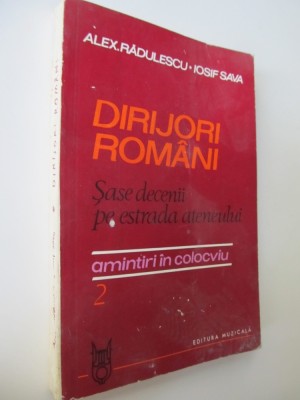 ALEX. RĂDULESCU • IOSIF SAVA
DIRIJORI
ROMÂNI
Șase decenii
pe estrada ateneului
amintiri în colocviu
2
EDITURA MUZICALĂ